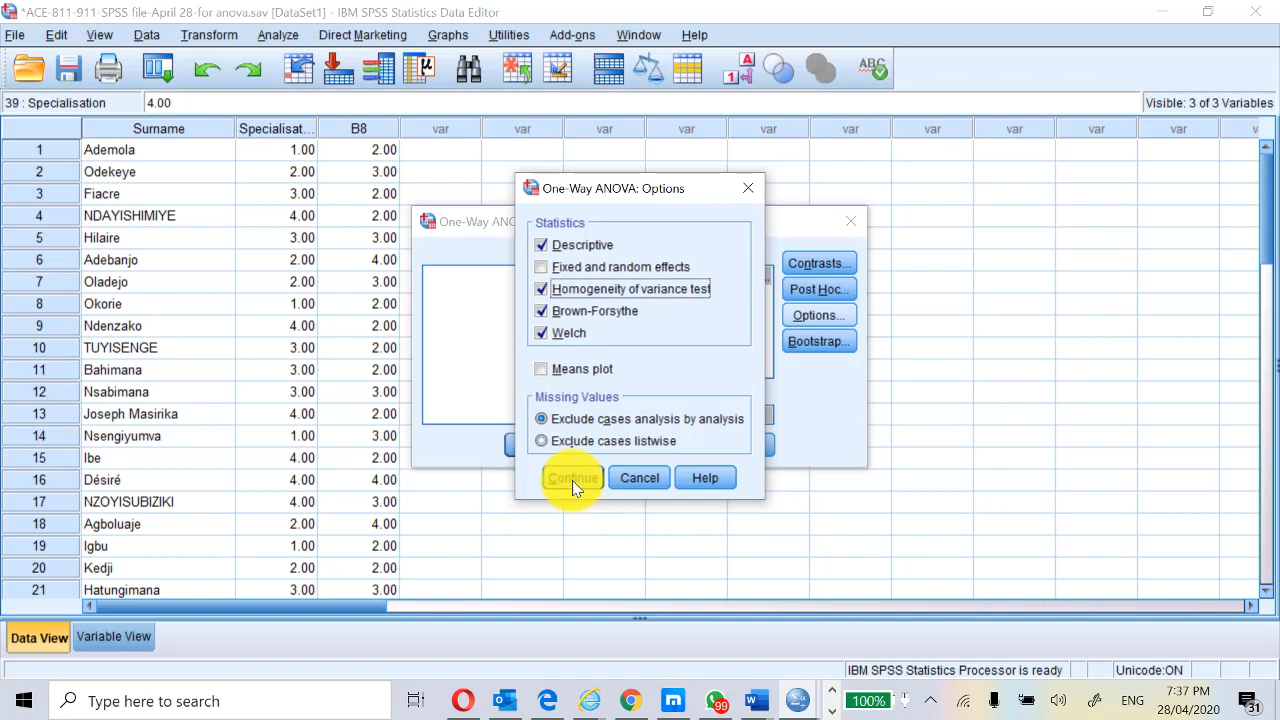 *ACE-811-911-SPSS file-April 28-for anova.sav [DataSet1] - IBM SPSS Statistics Data Editor
File Edit View Data Transform Analyze Direct Marketing Graphs Utilities Add-ons Window Help
39 : Specialisation 4.00 Visible: 3 of 3 Variables
Surname Specialisat... B8 var var var var var var var var var var
1 Ademola 1.00 2.00
2 Odekeye 2.00 3.00
3 Fiacre 3.00 2.00
4 NDAYISHIMIYE 4.00 2.00
5 Hilaire 3.00 3.00
6 Adebanjo 2.00 4.00
7 Oladejo 2.00 2.00
8 Okorie 1.00 2.00
9 Ndenzako 4.00 2.00
10 TUYISENGE 3.00 2.00
11 Bahimana 3.00 2.00
12 Nsabimana 3.00 3.00
13 Joseph Masirika 4.00 2.00
14 Nsengiyumva 1.00 3.00
15 Ibe 4.00 2.00
16 Désiré 4.00 4.00
17 NZOYISUBIZIKI 4.00 3.00
18 Agboluaje 2.00 4.00
19 Igbu 1.00 2.00
20 Kedji 2.00 2.00
21 Hatungimana 3.00 3.00
One-Way ANO
Contrasts...
Post Hoc...
Options...
Bootstrap...
One-Way ANOVA: Options
Statistics
Descriptive
Fixed and random effects
Homogeneity of variance test
Brown-Forsythe
Welch
Means plot
Missing Values
Exclude cases analysis by analysis
Exclude cases listwise
Continue Cancel Help
Data View Variable View
IBM SPSS Statistics Processor is ready Unicode:ON
Type here to search
99
100%
ENG
7:37 PM
28/04/2020
31